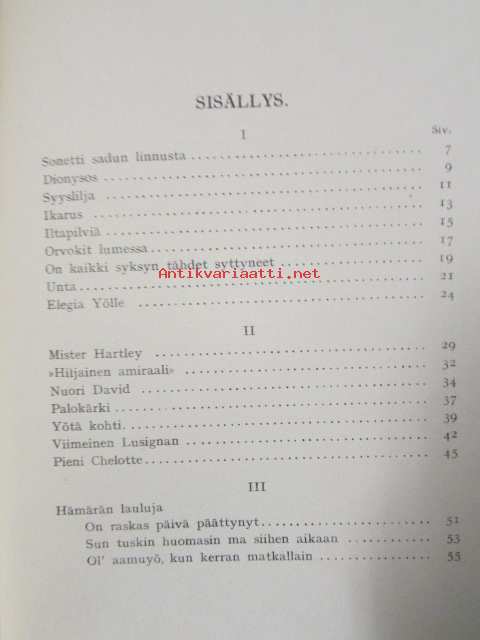 SISÄLLYS.
I
Siv.
Sonetti sadun linnusta ........................ 7
Dionysos ........................ 9
Syyslilja ........................ 11
Ikarus ........................ 13
Iltapilviä ........................ 15
Orvokit lumessa ........................ 17
On kaikki syksyn tähdet syttyneet ........................ 19
Antikvariaatti.net
Unta ........................ 21
Elegia Yölle ........................ 24
II
Mister Hartley ........................ 29
»Hiljainen amiraali» ........................ 32
Nuori David ........................ 34
Palokärki ........................ 37
Yötä kohti. ........................ 39
Viimeinen Lusignan ........................ 42
Pieni Chelotte ........................ 45
III
Hämärän lauluja
On raskas päivä päättynyt ........................ 51
Sun tuskin huomasin ma siihen aikaan ............ 53
Ol' aamuyö, kun kerran matkallain ................ 55